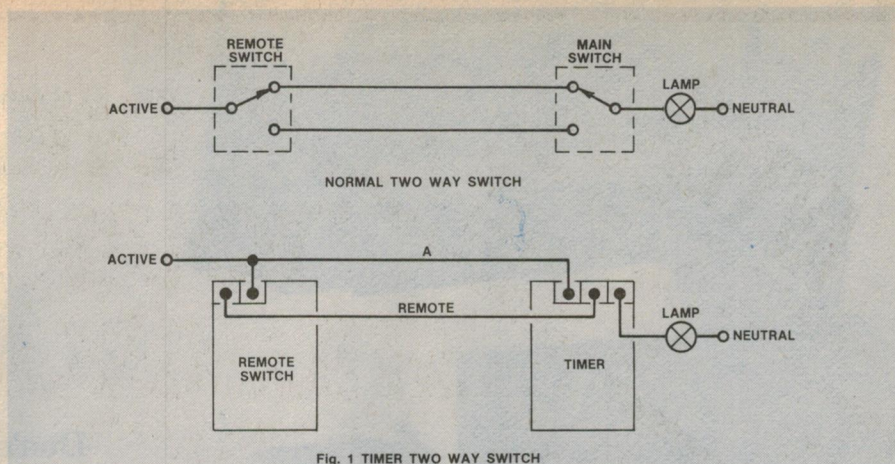 REMOTE
SWITCH
MAIN
SWITCH
LAMP
ACTIVE
NEUTRAL
NORMAL TWO WAY SWITCH
ACTIVE
A
REMOTE
LAMP
NEUTRAL
REMOTE
SWITCH
TIMER
Fig. 1 TIMER TWO WAY SWITCH